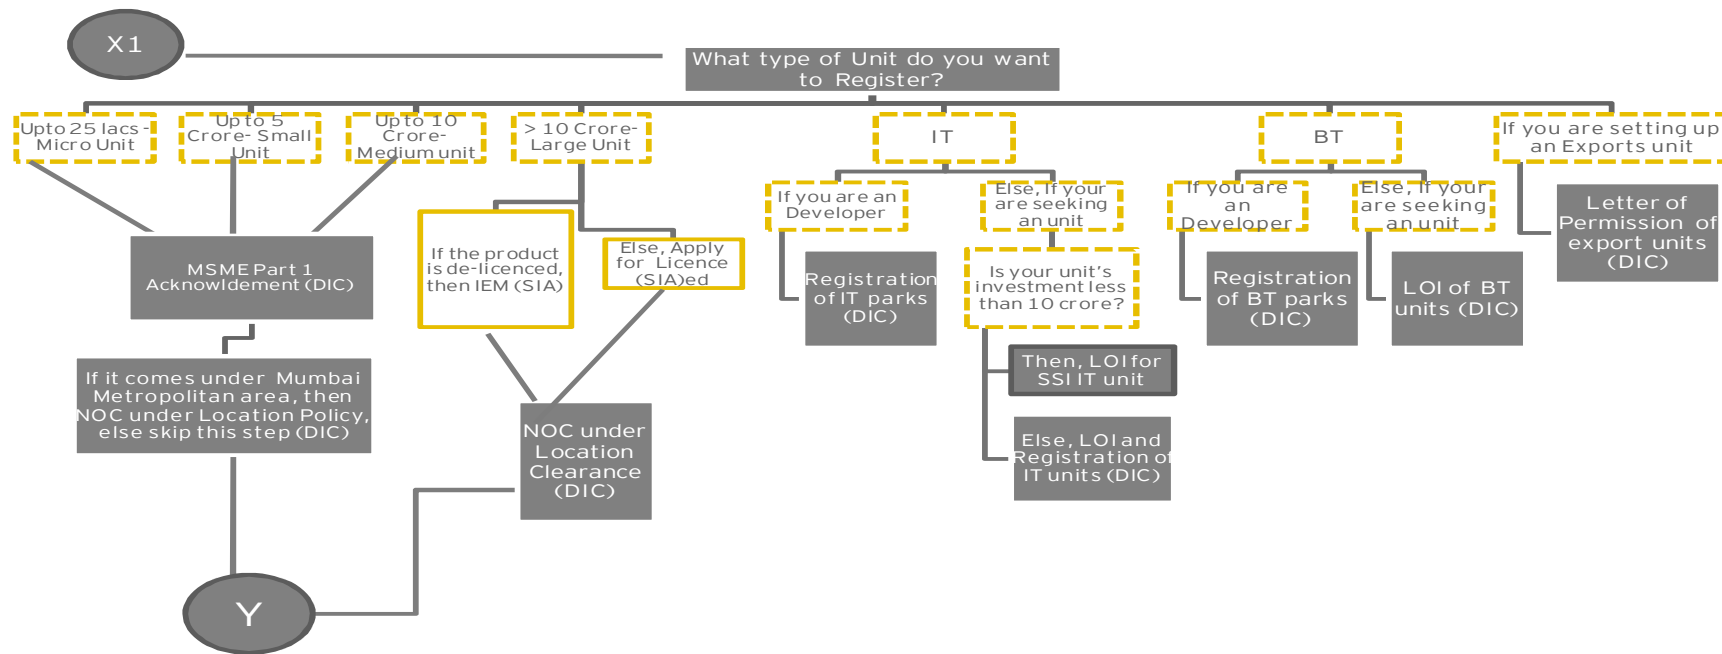 X1
What type of Unit do you want
to Register?
Upto 25 lacs -
Micro Unit
Up to 5
Crore- Small
Unit
Up to 10
Crore-
Medium unit
> 10 Crore-
Large Unit
IT
BT
If you are setting up
an Exports unit
If you are an
Developer
Else, If your
are seeking
an unit
If you are
an
Developer
Else, If your
are seeking
an unit
Letter of
Permission of
export units
(DIC)
MSME Part 1
Acknowldement (DIC)
If the product
is de-licenced,
then IEM (SIA)
Else, Apply
for Licence
(SIA)ed
Registration
of IT parks
(DIC)
Is your unit's
investment less
than 10 crore?
Registration
of BT parks
(DIC)
LOI of BT
units (DIC)
Then, LOI for
SSI IT unit
If it comes under Mumbai
Metropolitan area, then
NOC under Location Policy,
else skip this step (DIC)
NOC under
Location
Clearance
(DIC)
Else, LOI and
Registration of
IT units (DIC)
Y